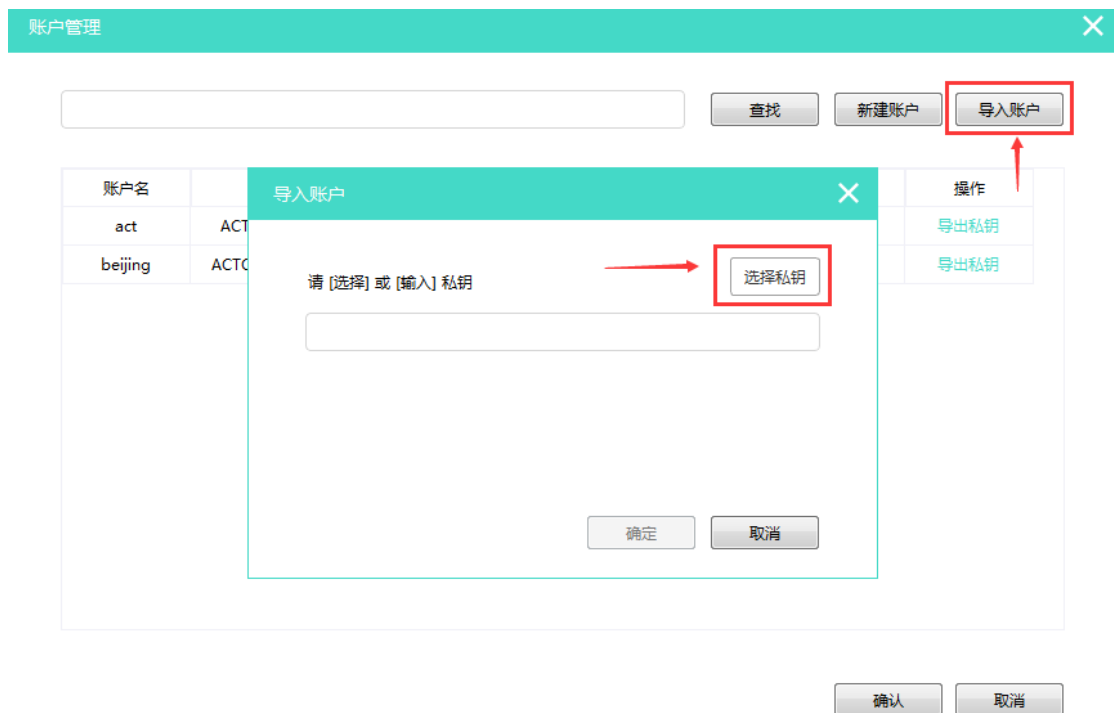 账户管理
查找 新建账户 导入账户
账户名 操作
导入账户
act ACT 导出私钥
beijing ACTC 导出私钥
请 [选择] 或 [输入] 私钥 选择私钥
确定 取消
确认 取消